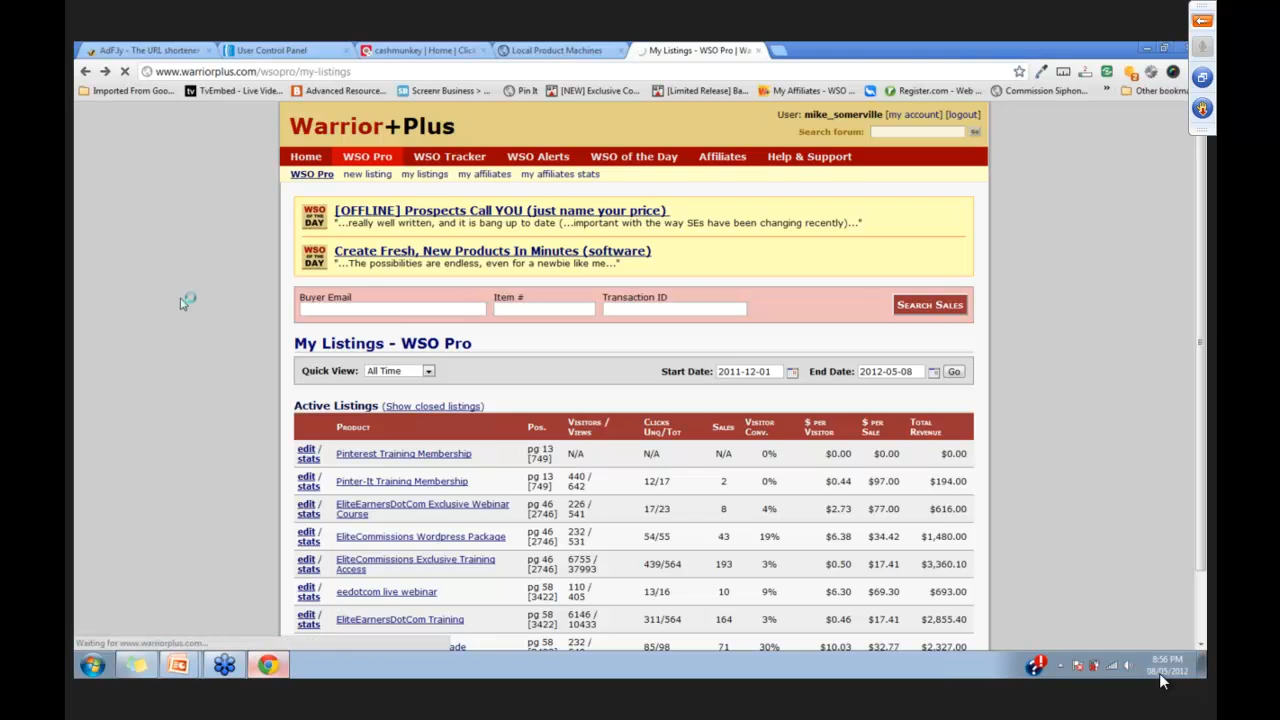 AdF.ly - The URL shortene
User Control Panel
cashmunkey | Home | Clic
Local Product Machines
My Listings - WSO Pro | Wa
www.warriorplus.com/wsopro/my-listings
Imported From Goo...
TvEmbed - Live Vide...
Advanced Resource...
Screenr Business > ...
Pin It
[NEW] Exclusive Co...
[Limited Release] Ba...
My Affiliates - WSO ...
Register.com - Web ...
Commission Siphon...
»
Other bookm
Warrior+Plus
User: mike_somerville [my account] [logout]
Search forum:
Go
Home WSO Pro WSO Tracker WSO Alerts WSO of the Day Affiliates Help & Support
WSO Pro new listing my listings my affiliates my affiliates stats
WSO OF THE DAY
[OFFLINE] Prospects Call YOU (just name your price)
"...really well written, and it is bang up to date (...important with the way SEs have been changing recently)..."
WSO OF THE DAY
Create Fresh, New Products In Minutes (software)
"...The possibilities are endless, even for a newbie like me..."
Buyer Email Item # Transaction ID
SEARCH SALES
My Listings - WSO Pro
Quick View: All Time Start Date: 2011-12-01 End Date: 2012-05-08 Go
Active Listings (Show closed listings)
PRODUCT POS. VISITORS / VIEWS CLICKS UNQ/TOT SALES VISITOR CONV. $ PER VISITOR $ PER SALE TOTAL REVENUE
edit / stats Pinterest Training Membership pg 13 [749] N/A N/A N/A 0% $0.00 $0.00 $0.00
edit / stats Pinter-It Training Membership pg 13 [749] 440 / 642 12/17 2 0% $0.44 $97.00 $194.00
edit / stats EliteEarnersDotCom Exclusive Webinar Course pg 46 [2746] 226 / 541 17/23 8 4% $2.73 $77.00 $616.00
edit / stats EliteCommissions Wordpress Package pg 46 [2746] 232 / 531 54/55 43 19% $6.38 $34.42 $1,480.00
edit / stats EliteCommissions Exclusive Training Access pg 46 [2746] 6755 / 37993 439/564 193 3% $0.50 $17.41 $3,360.10
edit / stats eedotcom live webinar pg 58 [3422] 110 / 405 13/16 10 9% $6.30 $69.30 $693.00
edit / stats EliteEarnersDotCom Training pg 58 [3422] 6146 / 10433 311/564 164 3% $0.46 $17.41 $2,855.40
edit / ade pg 58 232 / 85/98 71 30% $10.03 $32.77 $2,327.00
Waiting for www.warriorplus.com...
8:56 PM
08/05/2012